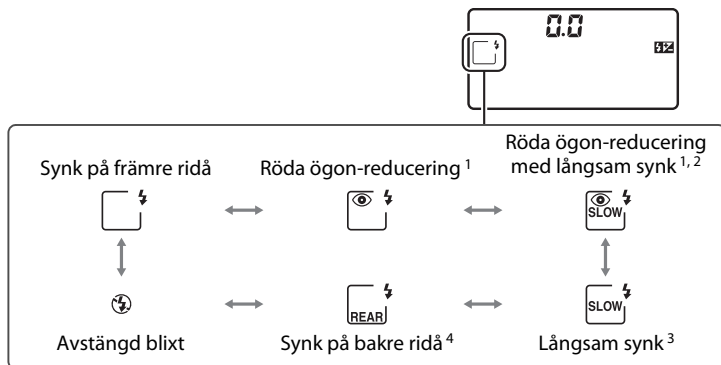 0.0
Synk på främre ridå
Röda ögon-reducering 1
Röda ögon-reducering
med långsam synk 1, 2
SLOW
REAR
SLOW
Avstängd blixt
Synk på bakre ridå 4
Långsam synk 3